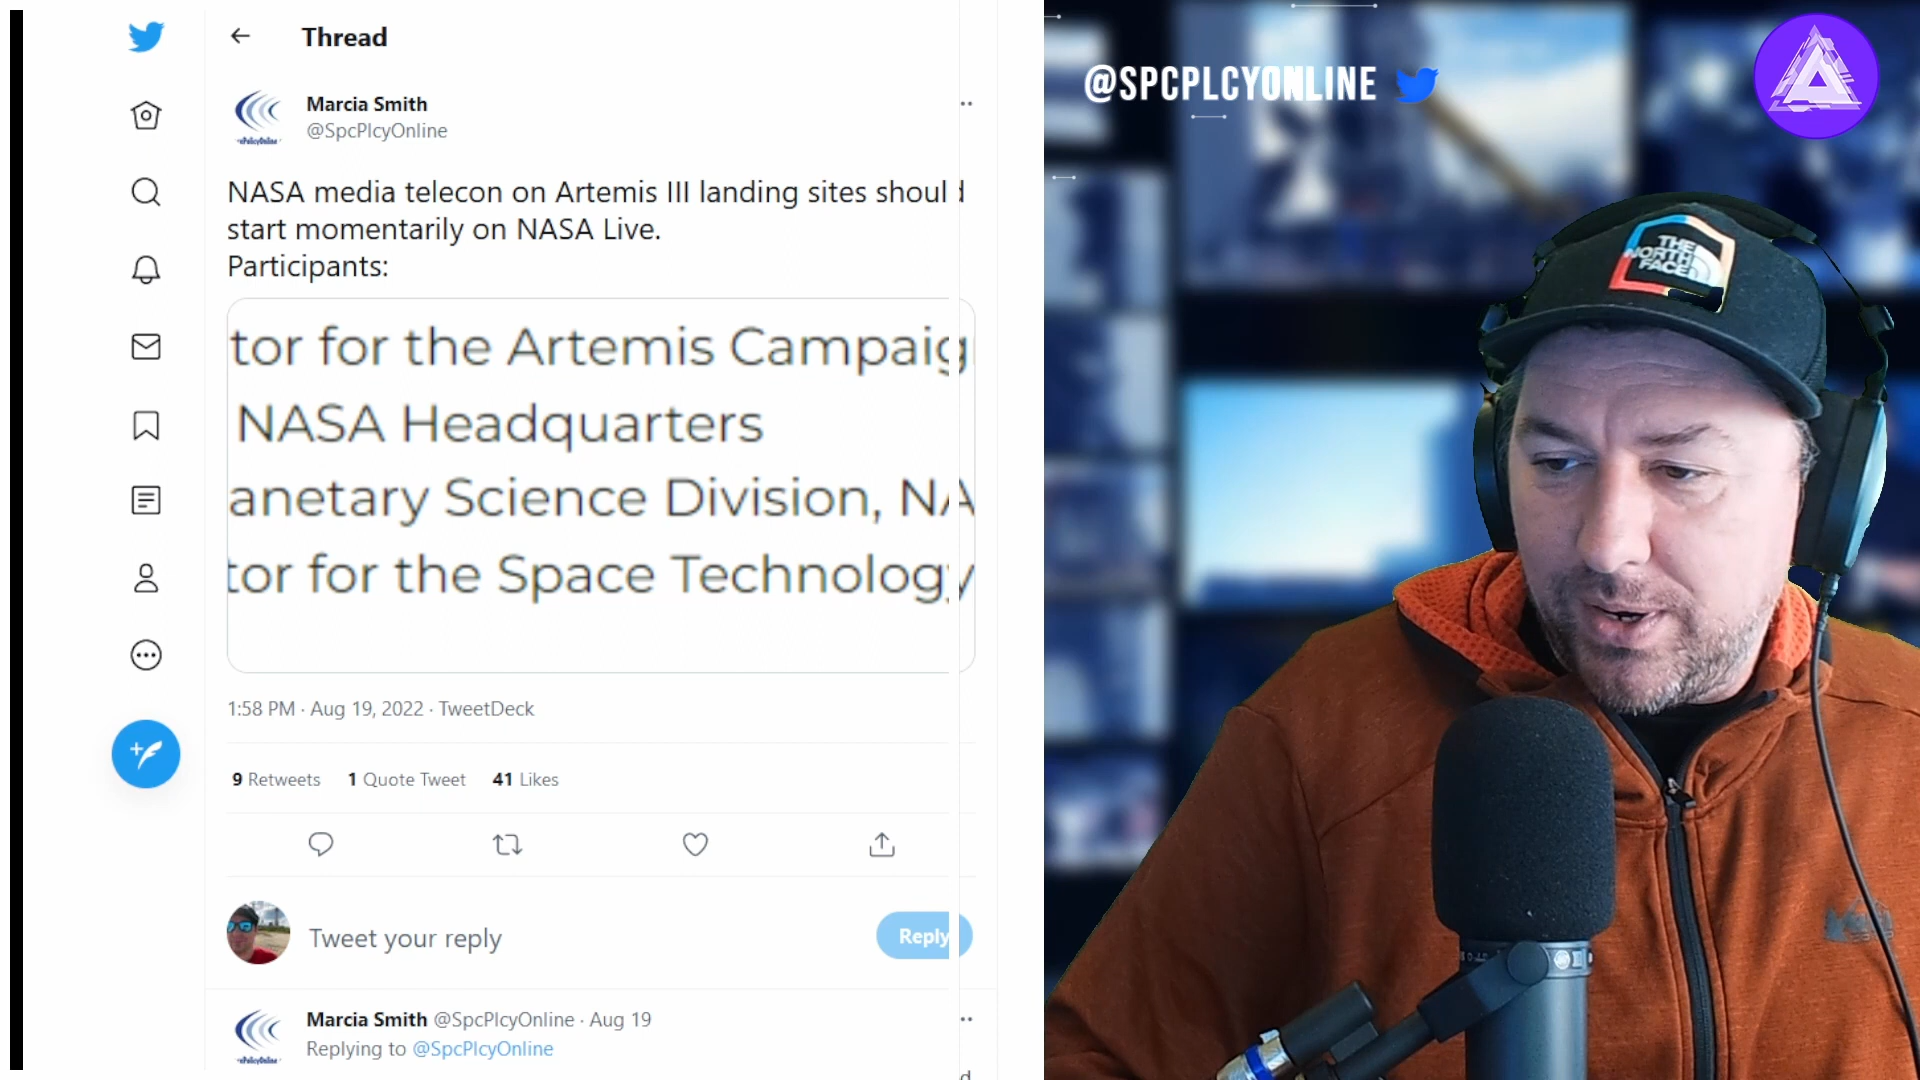 Thread
Marcia Smith
@SpcPlcyOnline
NASA media telecon on Artemis III landing sites should
start momentarily on NASA Live.
Participants:
tor for the Artemis Campaig
NASA Headquarters
anetary Science Division, NA
tor for the Space Technology
1:58 PM · Aug 19, 2022 · TweetDeck
9 Retweets 1 Quote Tweet 41 Likes
Tweet your reply
Reply
Marcia Smith @SpcPlcyOnline · Aug 19
Replying to @SpcPlcyOnline
@SPCPLCYONLINE
THE
NORTH
FACE